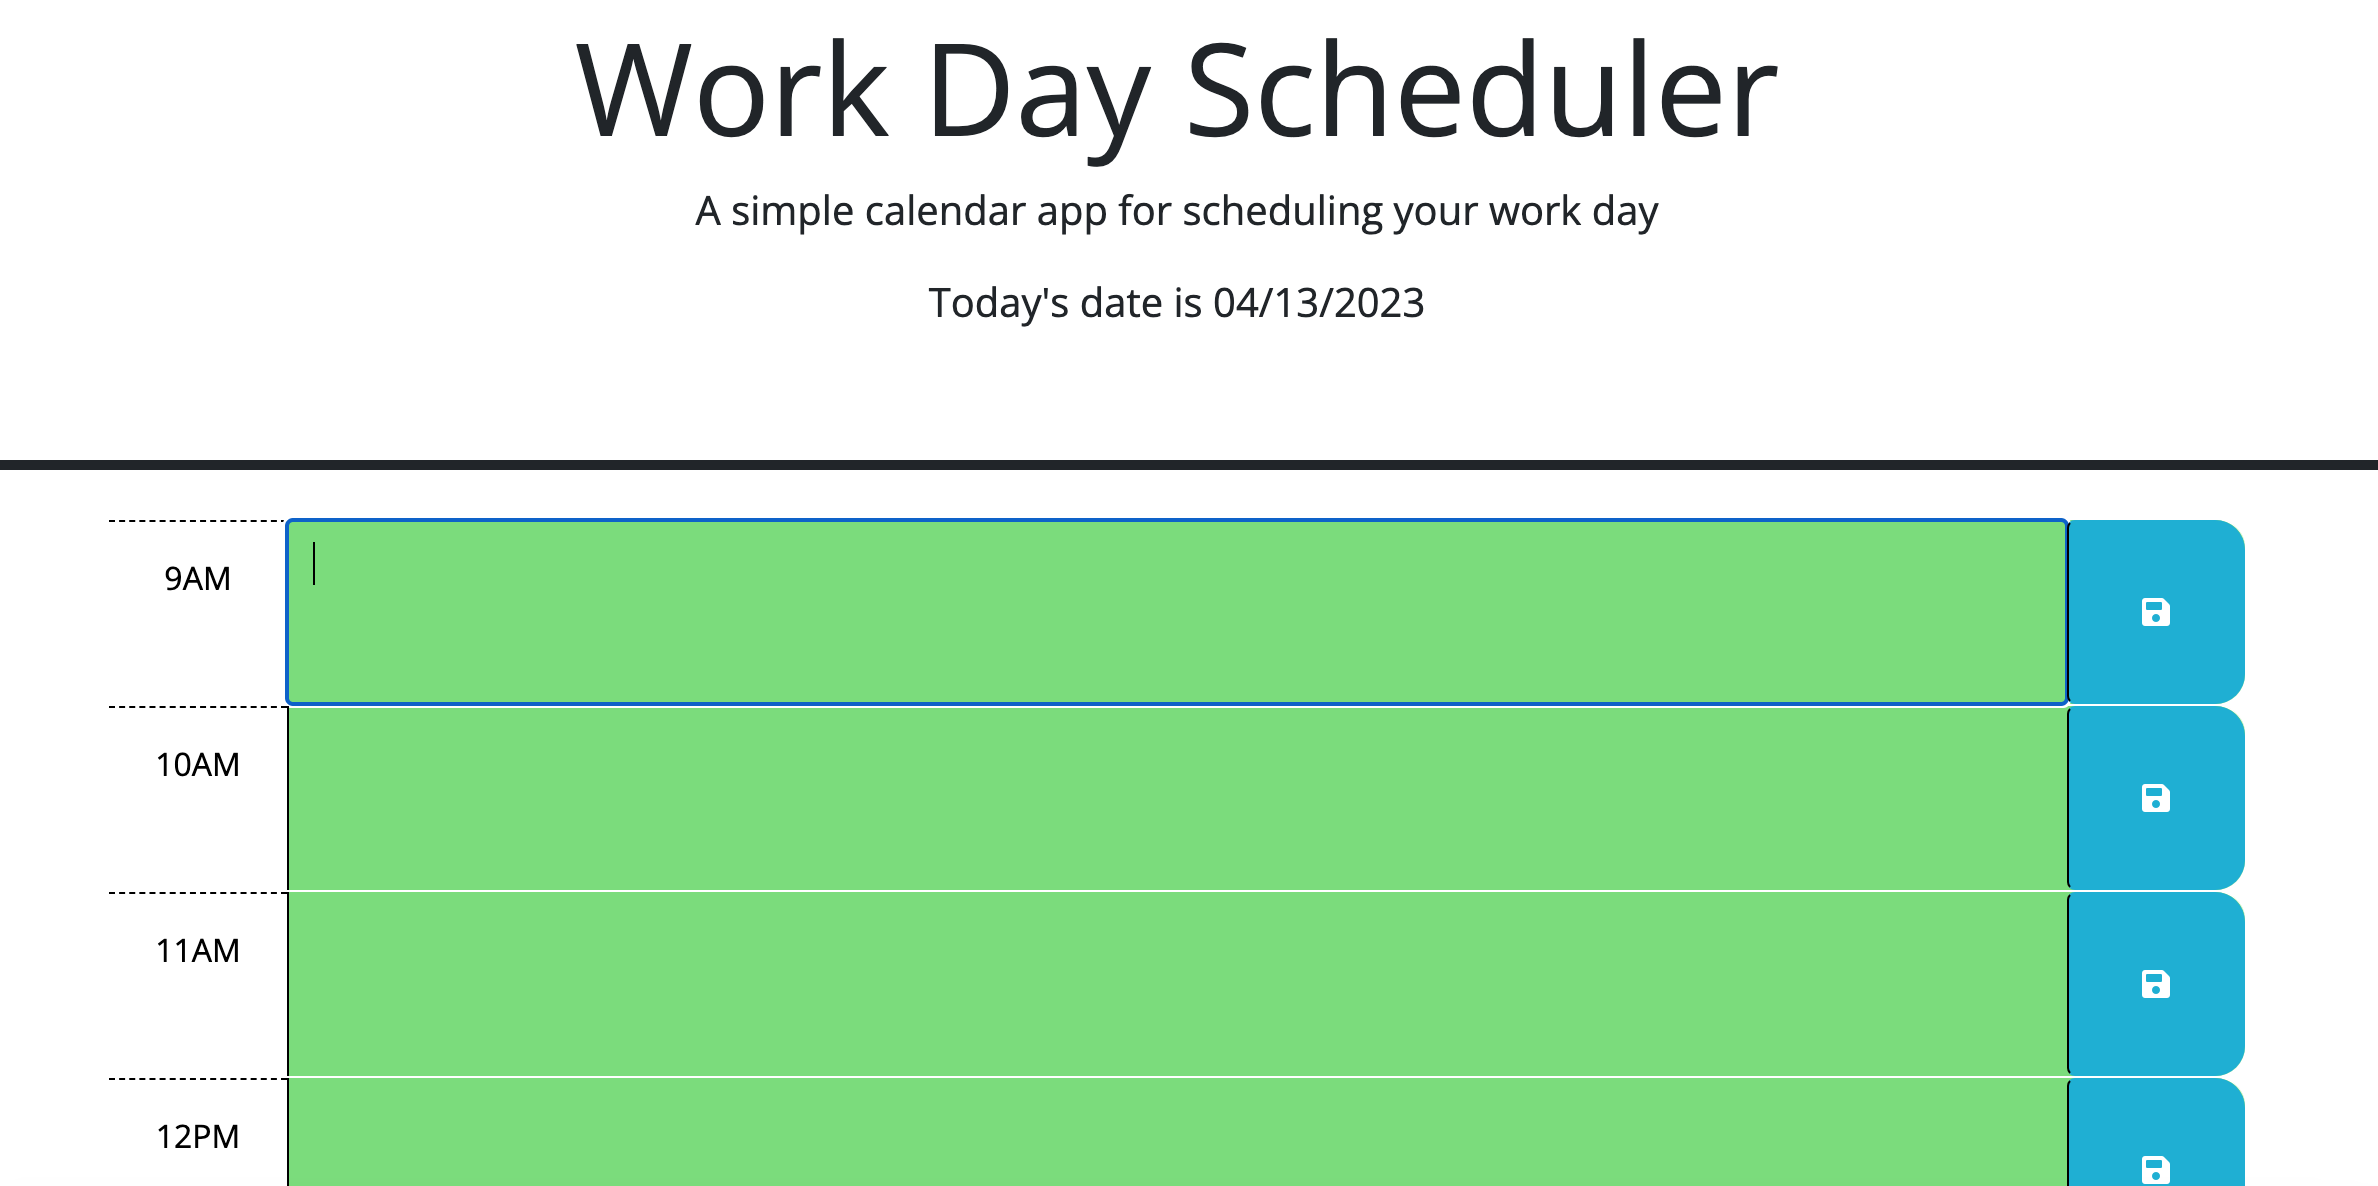 Work Day Scheduler
A simple calendar app for scheduling your work day
Today's date is 04/13/2023
9AM
10AM
11AM
12PM